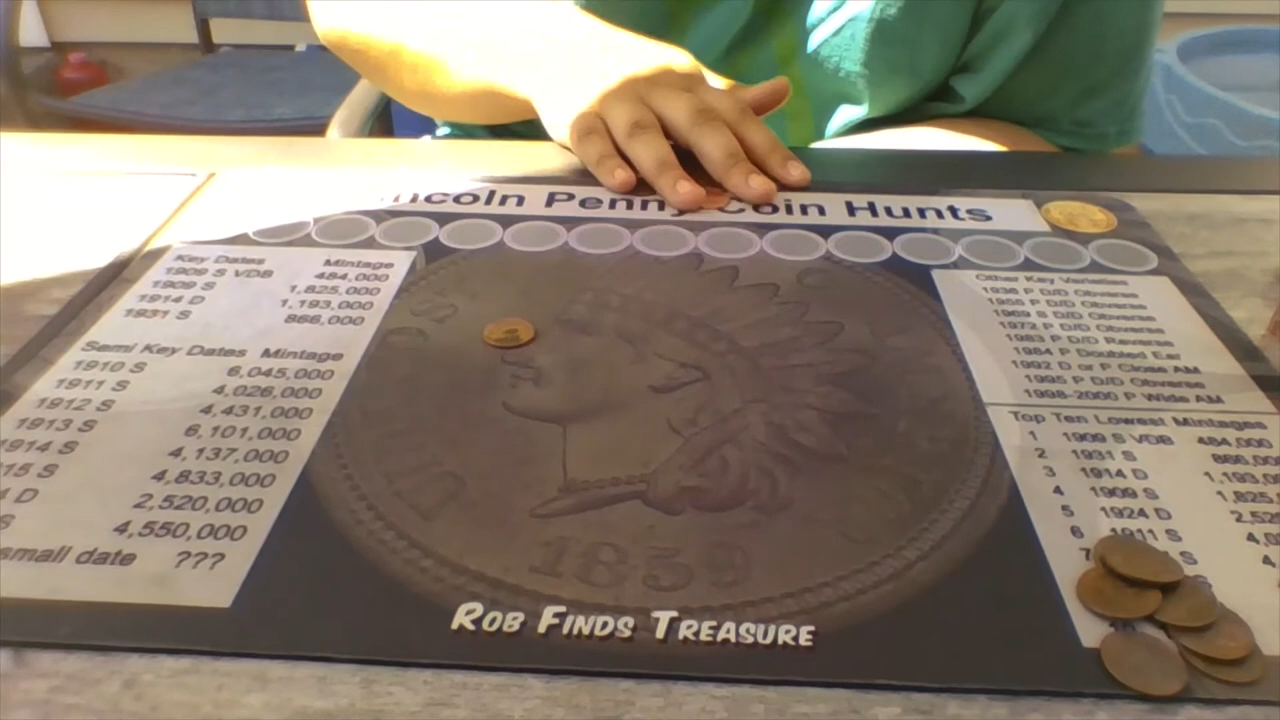 Penny Coin Hunts
Key Dates Mintage
1909 S VDB 484,000
1909 S 1,825,000
1914 D 1,193,000
1931 S 866,000
Semi Key Dates Mintage
1910 S 6,045,000
1911 S 4,026,000
1912 S 4,431,000
1913 S 6,101,000
1914 S 4,137,000
15 S 4,833,000
D 2,520,000
S 4,550,000
small date ???
Other Key Varieties
1936 P D/D Obverse
1956 P D/D Obverse
1969 S D/D Obverse
1972 P D/D Obverse
1983 P D/D Reverse
1984 P Doubled Ear
1992 D or P Close AM
1995 P D/D Obverse
1998-2000 P Wide AM
Top Ten Lowest Mintages
1 1909 S VDB 484,000
2 1931 S 866,000
3 1914 D 1,193,0
4 1909 S 1,825,
5 1924 D 2,52
6 1911 S 4,0
7 S 4,
1859
ROB FINDS TREASURE